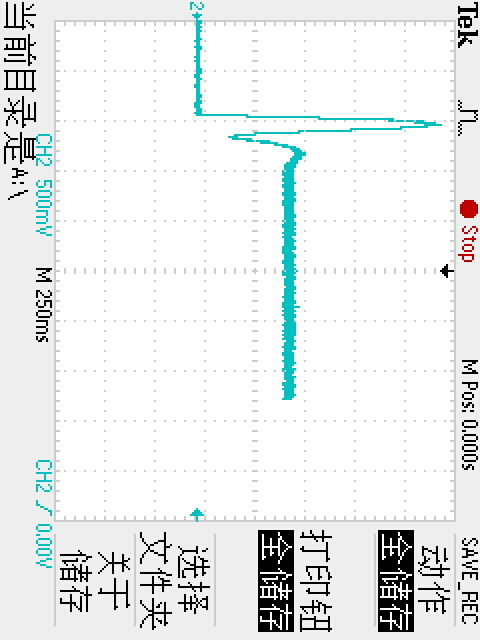 Tek
Stop
M Pos: 0.000s
SAVE_REC
动作
全储存
打印钮
全储存
选择
文件夹
关于
储存
2
CH2 500mV
M 250ms
CH2 / 0.00V
当前目录是A:\